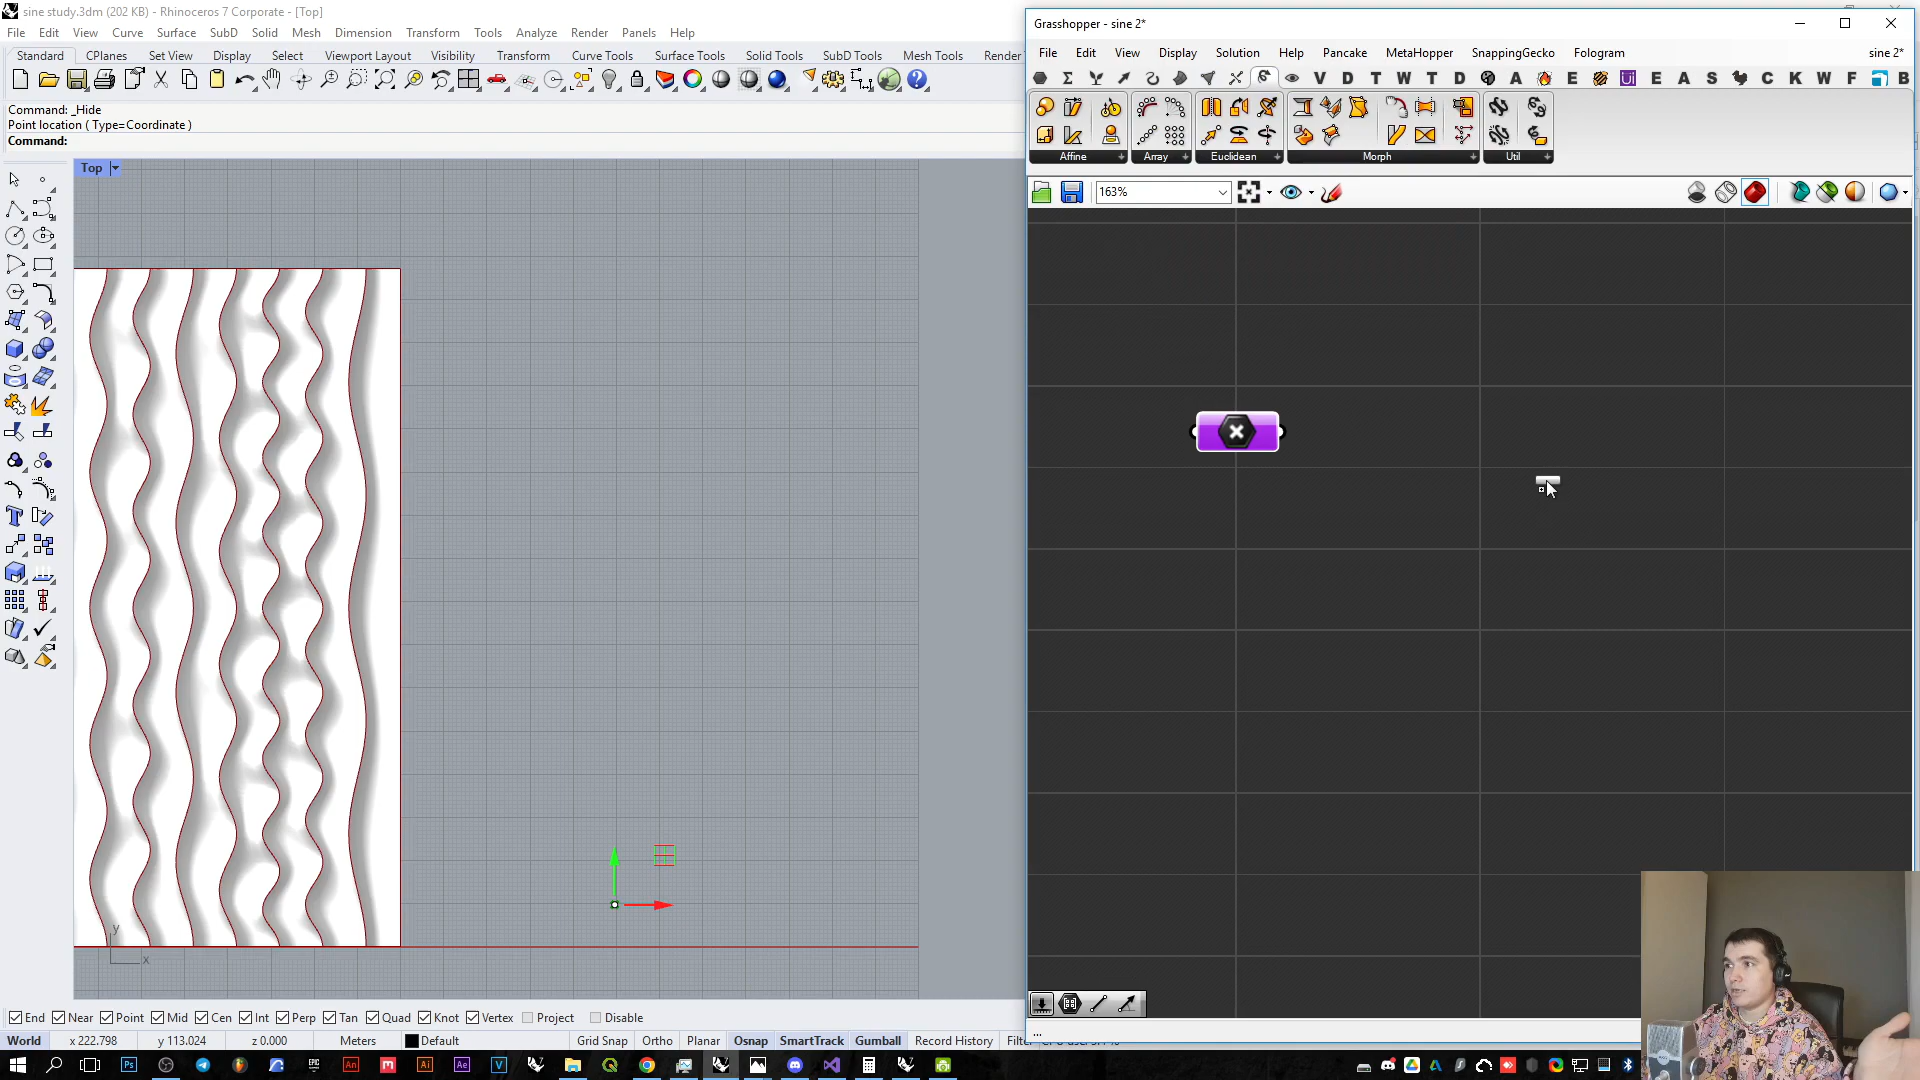 sine study.3dm (202 KB) - Rhinoceros 7 Corporate - [Top]
File Edit View Curve Surface SubD Solid Mesh Dimension Transform Tools Analyze Render Panels Help
Standard CPlanes Set View Display Select Viewport Layout Visibility Transform Curve Tools Surface Tools Solid Tools SubD Tools Mesh Tools Render
Command: _Hide
Point location ( Type=Coordinate )
Command:
Top
y
x
End Near Point Mid Cen Int Perp Tan Quad Knot Vertex Project Disable
World x 222.798 y 113.024 z 0.000 Meters Default Grid Snap Ortho Planar Osnap SmartTrack Gumball Record History
Grasshopper - sine 2*
File Edit View Display Solution Help Pancake MetaHopper SnappingGecko Fologram sine 2*
V D T W T D A E E A S C K W F B
Affine Array Euclidean Morph Util
163%
...